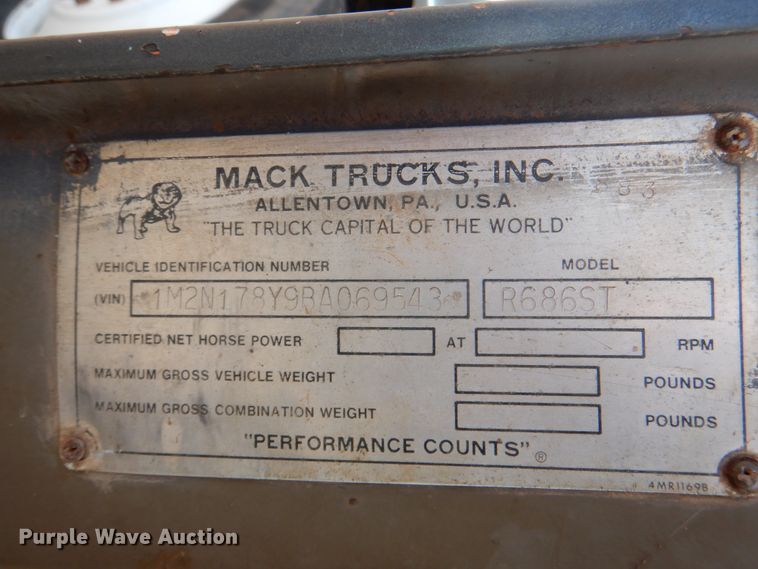 MACK TRUCKS, INC.
ALLENTOWN, PA., U.S.A.
"THE TRUCK CAPITAL OF THE WORLD"
VEHICLE IDENTIFICATION NUMBER MODEL
(VIN) 1M2N178Y9BA069543 R686ST
CERTIFIED NET HORSE POWER AT RPM
MAXIMUM GROSS VEHICLE WEIGHT POUNDS
MAXIMUM GROSS COMBINATION WEIGHT POUNDS
"PERFORMANCE COUNTS"®
4MR1169B
Purple Wave Auction